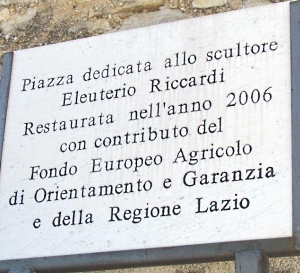 Piazza dedicata allo scultore
Eleuterio Riccardi
Restaurata nell'anno 2006
con contributo del
Fondo Europeo Agricolo
di Orientamento e Garanzia
e della Regione Lazio